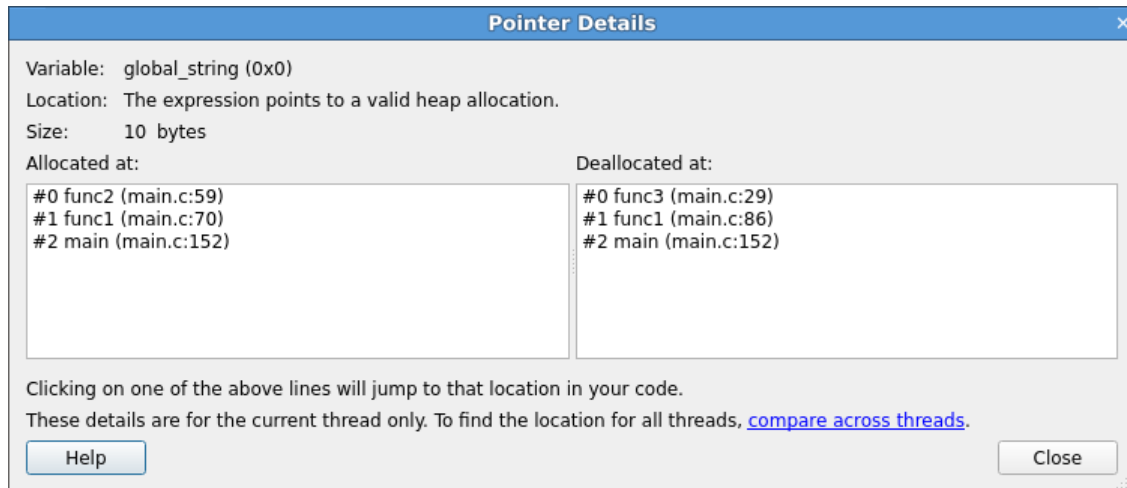 Pointer Details
Variable: global_string (0x0)
Location: The expression points to a valid heap allocation.
Size: 10 bytes
Allocated at:
#0 func2 (main.c:59)
#1 func1 (main.c:70)
#2 main (main.c:152)
Deallocated at:
#0 func3 (main.c:29)
#1 func1 (main.c:86)
#2 main (main.c:152)
Clicking on one of the above lines will jump to that location in your code.
These details are for the current thread only. To find the location for all threads, compare across threads.
Help
Close